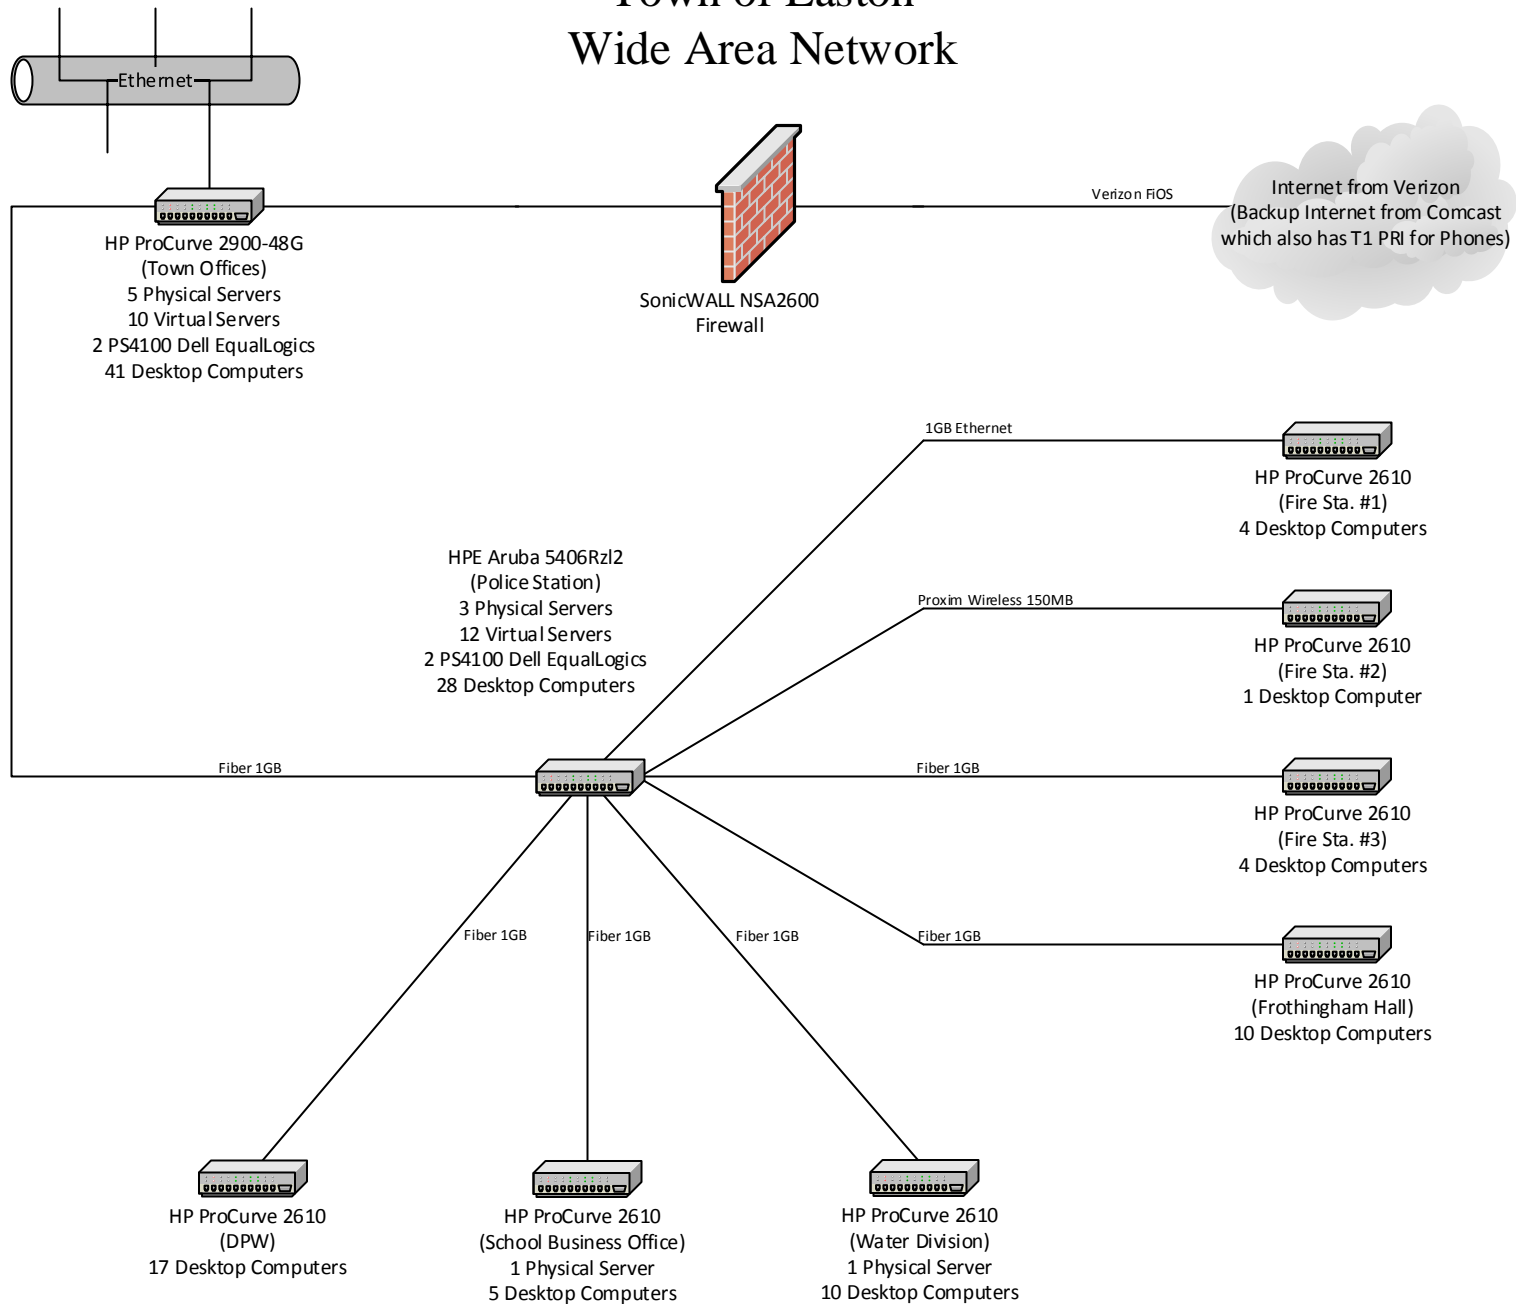 Town of Easton
Wide Area Network
Ethernet
Verizon FiOS
Internet from Verizon
(Backup Internet from Comcast
which also has T1 PRI for Phones)
HP ProCurve 2900-48G
(Town Offices)
5 Physical Servers
10 Virtual Servers
2 PS4100 Dell EqualLogics
41 Desktop Computers
SonicWALL NSA2600
Firewall
1GB Ethernet
HP ProCurve 2610
(Fire Sta. #1)
4 Desktop Computers
HPE Aruba 5406Rzl2
(Police Station)
3 Physical Servers
12 Virtual Servers
2 PS4100 Dell EqualLogics
28 Desktop Computers
Proxim Wireless 150MB
HP ProCurve 2610
(Fire Sta. #2)
1 Desktop Computer
Fiber 1GB
Fiber 1GB
HP ProCurve 2610
(Fire Sta. #3)
4 Desktop Computers
Fiber 1GB
Fiber 1GB
Fiber 1GB
Fiber 1GB
HP ProCurve 2610
(Frothingham Hall)
10 Desktop Computers
HP ProCurve 2610
(DPW)
17 Desktop Computers
HP ProCurve 2610
(School Business Office)
1 Physical Server
5 Desktop Computers
HP ProCurve 2610
(Water Division)
1 Physical Server
10 Desktop Computers